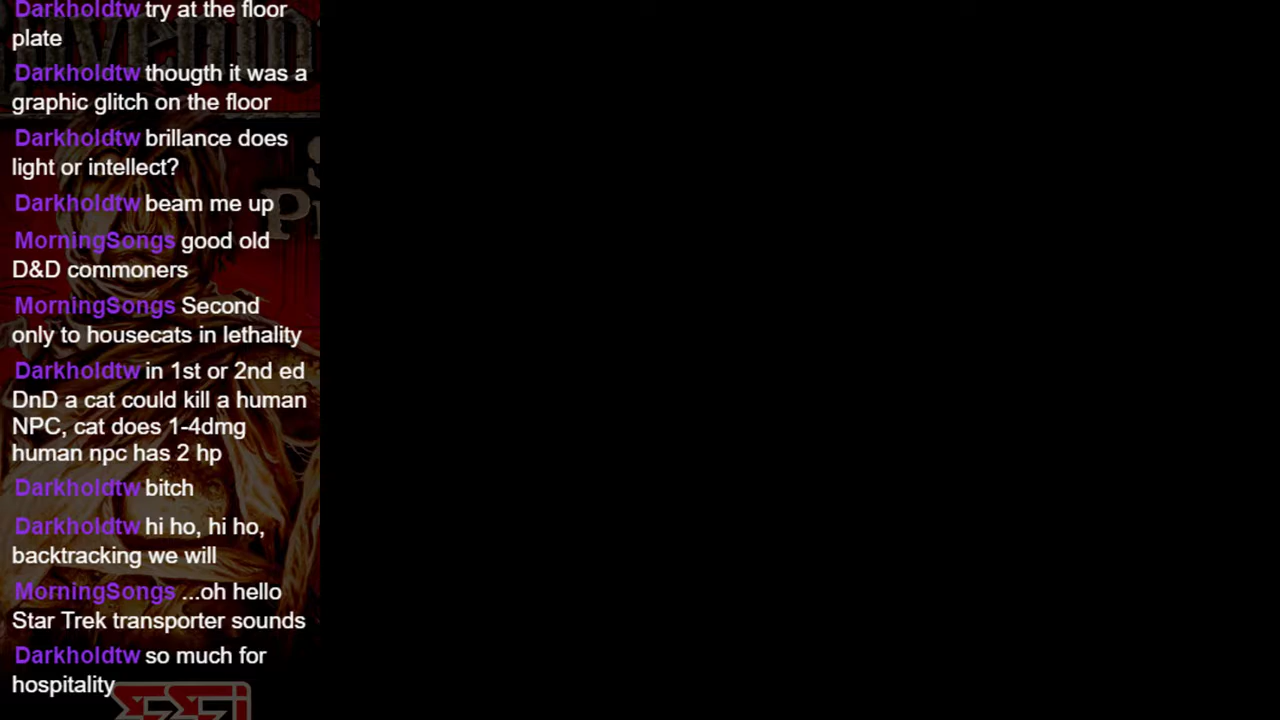 Darkholdtw try at the floor
plate
Darkholdtw thougth it was a
graphic glitch on the floor
Darkholdtw brillance does
light or intellect?
Darkholdtw beam me up
MorningSongs good old
D&D commoners
MorningSongs Second
only to housecats in lethality
Darkholdtw in 1st or 2nd ed
DnD a cat could kill a human
NPC, cat does 1-4dmg
human npc has 2 hp
Darkholdtw bitch
Darkholdtw hi ho, hi ho,
backtracking we will
MorningSongs ...oh hello
Star Trek transporter sounds
Darkholdtw so much for
hospitality